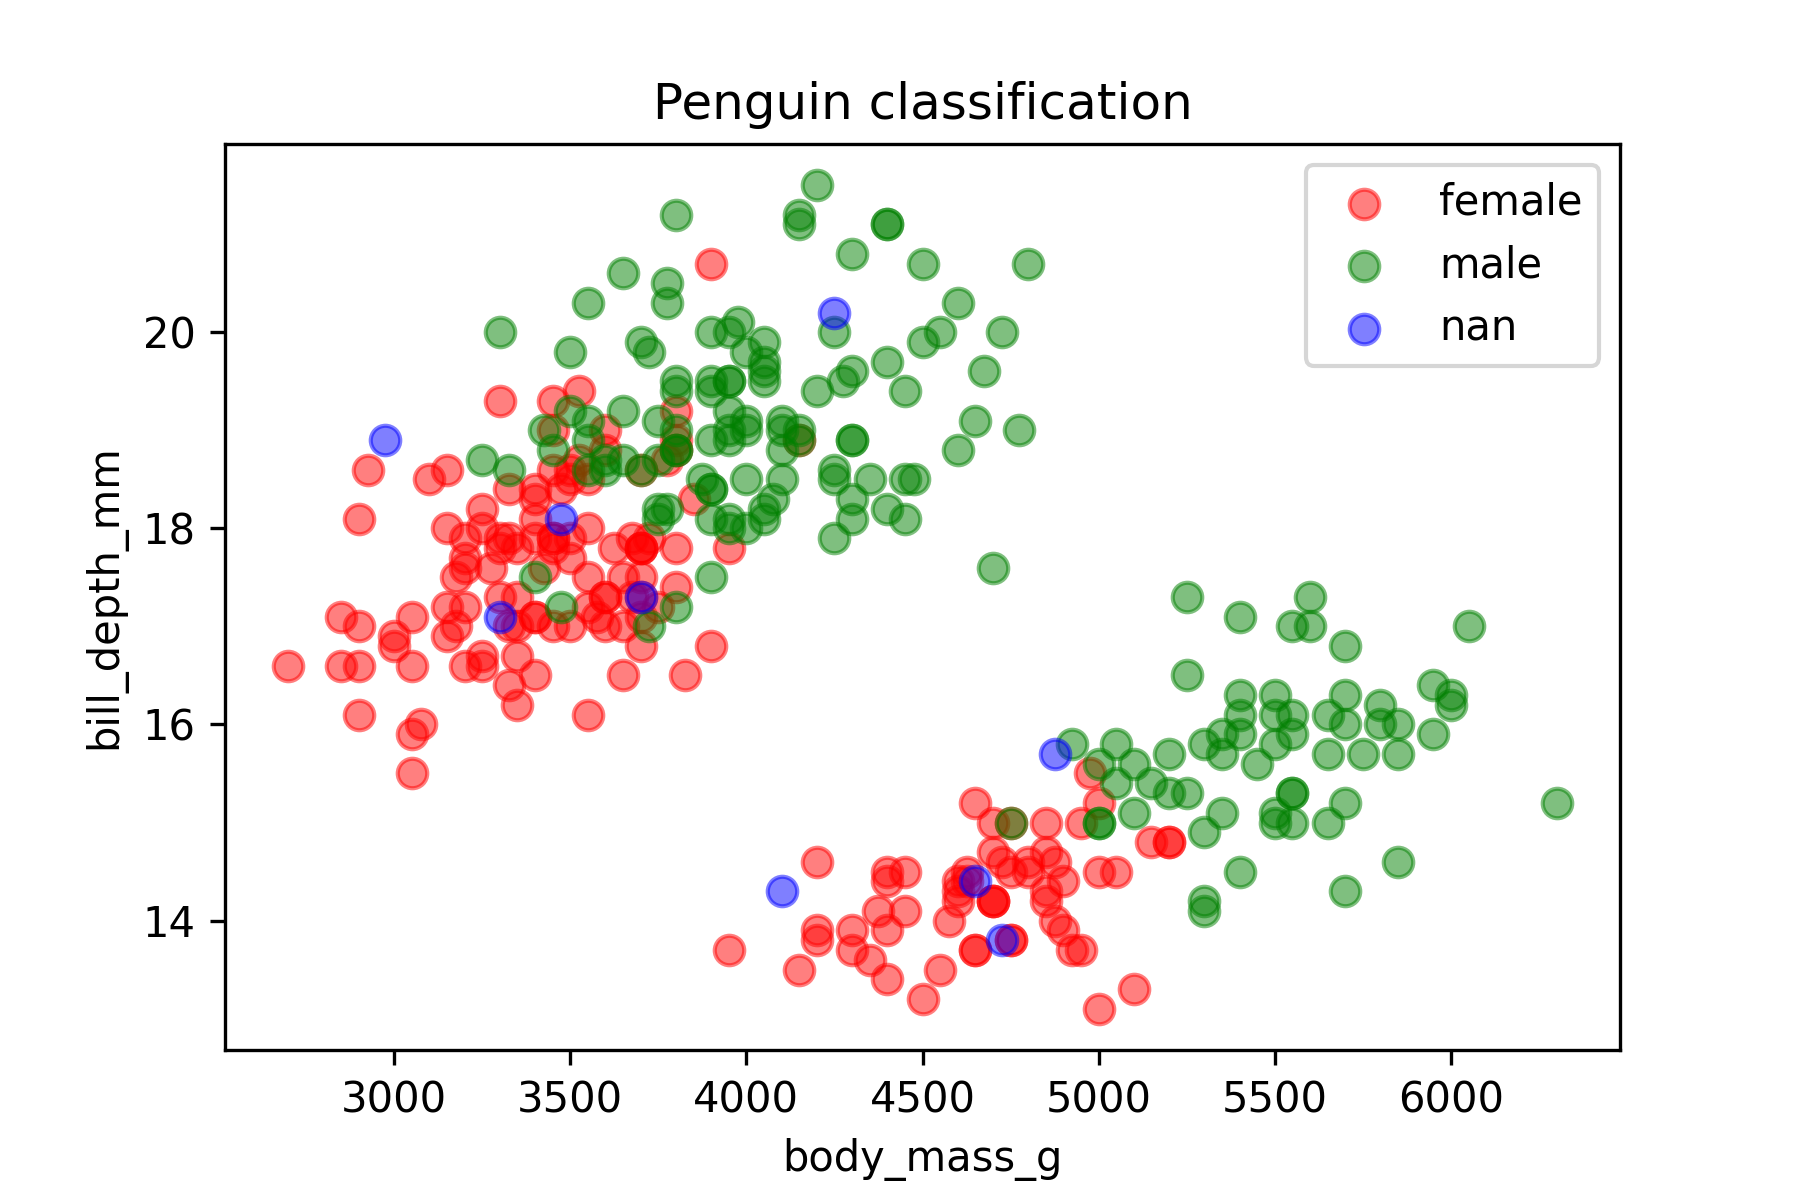 Penguin classification
female
male
nan
bill_depth_mm
20
18
16
14
3000 3500 4000 4500 5000 5500 6000
body_mass_g